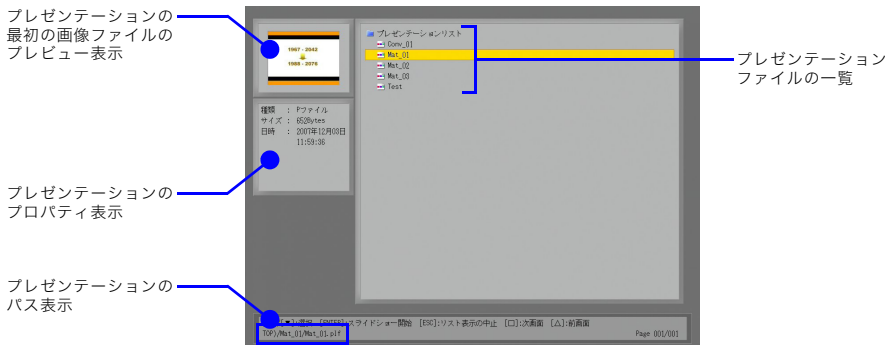 プレゼンテーションの
最初の画像ファイルの
プレビュー表示
1967 - 2042
1988 - 2076
プレゼンテーションリスト
Conv_01
Mat_01
Mat_02
Mat_03
Test
プレゼンテーション
ファイルの一覧
種類 : Pファイル
サイズ : 652Bytes
日時 : 2007年12月03日
11:59:36
プレゼンテーションの
プロパティ表示
プレゼンテーションの
パス表示
[▼]:選択 [ENTER]:スライドショー開始 [ESC]:リスト表示の中止 [□]:次画面 [△]:前画面
TOP)/Mat_01/Mat_01.plf
Page 001/001